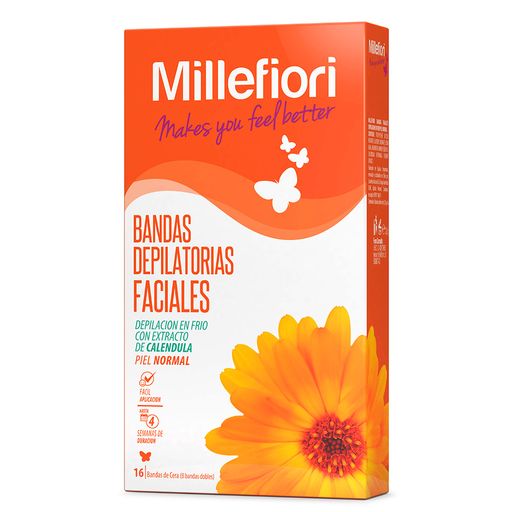 Millefiori
Makes you feel better
BANDAS
DEPILATORIAS
FACIALES
DEPILACION EN FRIO
CON EXTRACTO
DE CALENDULA
PIEL NORMAL
FACIL
APLICACION
HASTA
4
SEMANAS DE
DURACION
16 Bandas de Cera (8 bandas dobles)